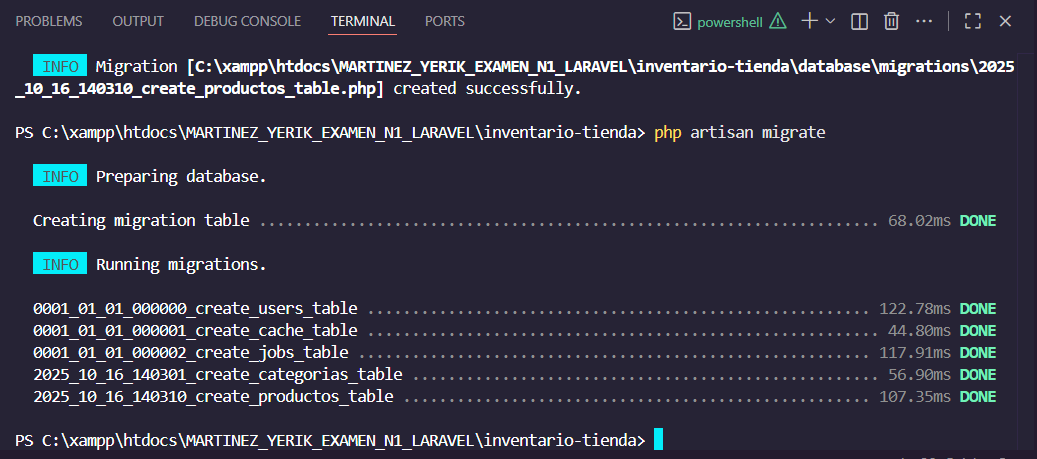 PROBLEMS OUTPUT DEBUG CONSOLE TERMINAL PORTS powershell
INFO Migration [C:\xampp\htdocs\MARTINEZ_YERIK_EXAMEN_N1_LARAVEL\inventario-tienda\database\migrations\2025
_10_16_140310_create_productos_table.php] created successfully.
PS C:\xampp\htdocs\MARTINEZ_YERIK_EXAMEN_N1_LARAVEL\inventario-tienda> php artisan migrate
INFO Preparing database.
Creating migration table ...................................................................... 68.02ms DONE
INFO Running migrations.
0001_01_01_000000_create_users_table ......................................................... 122.78ms DONE
0001_01_01_000001_create_cache_table .......................................................... 44.80ms DONE
0001_01_01_000002_create_jobs_table .......................................................... 117.91ms DONE
2025_10_16_140301_create_categorias_table ..................................................... 56.90ms DONE
2025_10_16_140310_create_productos_table ..................................................... 107.35ms DONE
PS C:\xampp\htdocs\MARTINEZ_YERIK_EXAMEN_N1_LARAVEL\inventario-tienda>